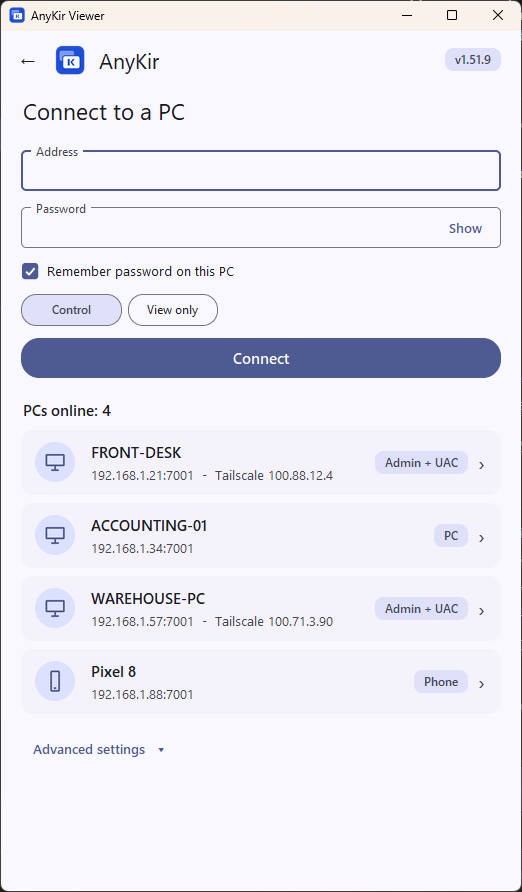 AnyKir Viewer
← AnyKir v1.51.9
Connect to a PC
Address
Password
Show
Remember password on this PC
Control View only
Connect
PCs online: 4
FRONT-DESK
192.168.1.21:7001 - Tailscale 100.88.12.4
Admin + UAC
ACCOUNTING-01
192.168.1.34:7001
PC
WAREHOUSE-PC
192.168.1.57:7001 - Tailscale 100.71.3.90
Admin + UAC
Pixel 8
192.168.1.88:7001
Phone
Advanced settings